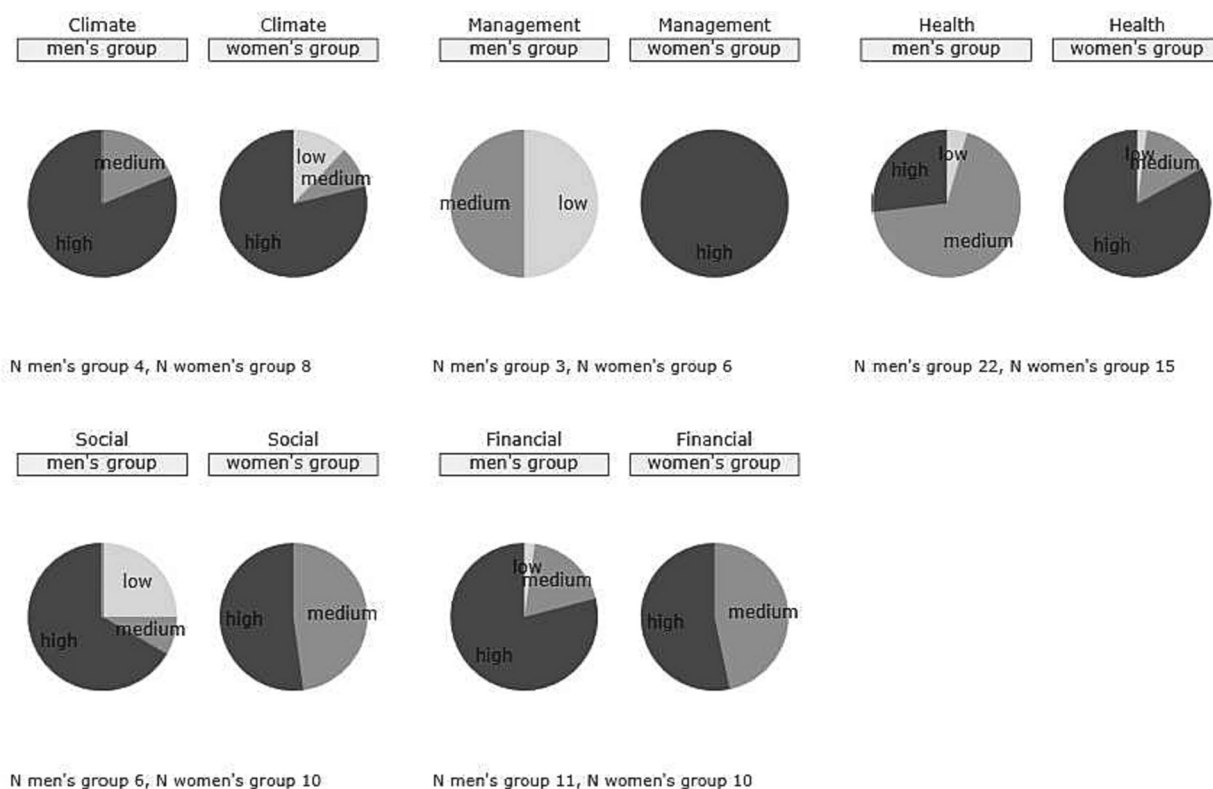 Climate
men's group
Climate
women's group
Management
men's group
Management
women's group
Health
men's group
Health
women's group
medium
high
low
medium
high
medium
low
high
high
low
medium
low
medium
high
N men's group 4, N women's group 8
N men's group 3, N women's group 6
N men's group 22, N women's group 15
Social
men's group
Social
women's group
Financial
men's group
Financial
women's group
low
medium
high
high
medium
low
medium
high
high
medium
N men's group 6, N women's group 10
N men's group 11, N women's group 10